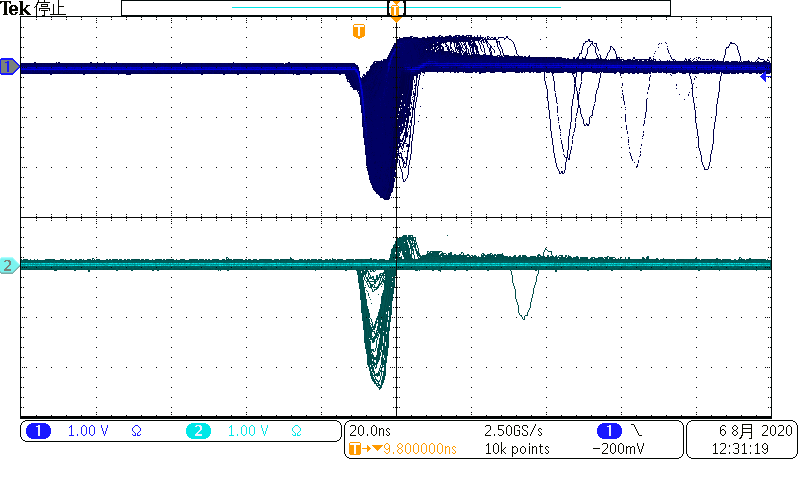 Tek 停止
T
T
1
2
1 1.00 V Ω 2 1.00 V Ω
20.0ns 2.50GS/s 1
T→▼9.800000ns 10k points −200mV
6 8月 2020
12:31:19